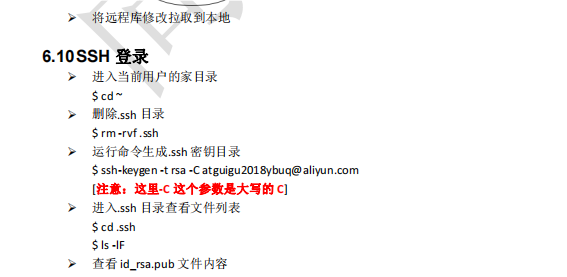 ➢ 将远程库修改拉取到本地
6.10 SSH 登录
➢ 进入当前用户的家目录
$ cd ~
➢ 删除.ssh 目录
$ rm -rvf .ssh
➢ 运行命令生成.ssh 密钥目录
$ ssh-keygen -t rsa -C atguigu2018ybuq@aliyun.com
[注意：这里-C 这个参数是大写的 C]
➢ 进入.ssh 目录查看文件列表
$ cd .ssh
$ ls -lF
➢ 查看 id_rsa.pub 文件内容